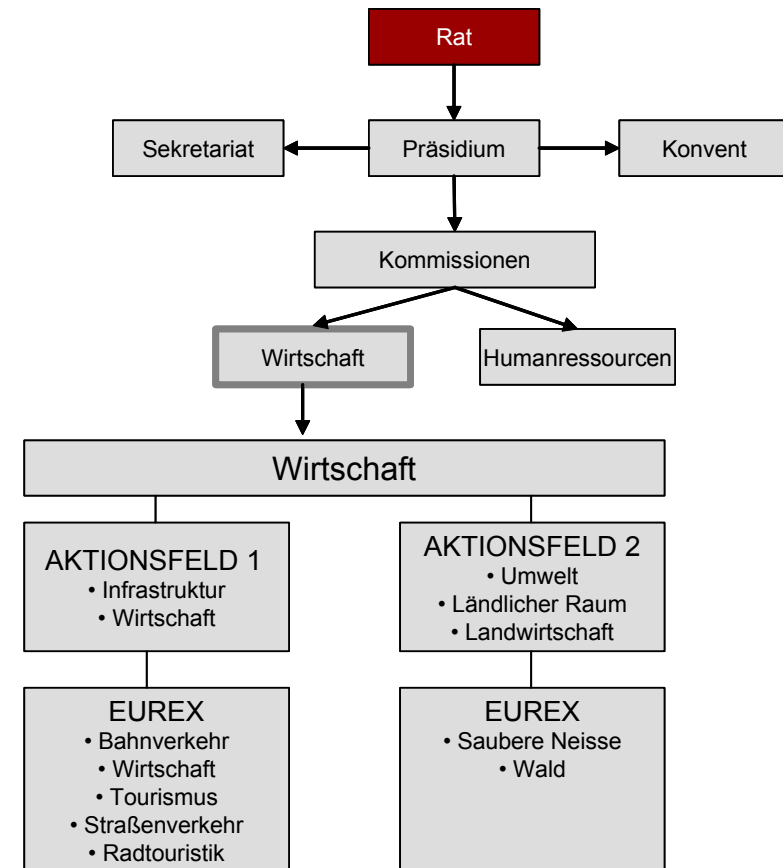 Rat
Sekretariat
Präsidium
Konvent
Kommissionen
Wirtschaft
Humanressourcen
Wirtschaft
AKTIONSFELD 1
• Infrastruktur
• Wirtschaft
AKTIONSFELD 2
• Umwelt
• Ländlicher Raum
• Landwirtschaft
EUREX
• Bahnverkehr
• Wirtschaft
• Tourismus
• Straßenverkehr
• Radtouristik
EUREX
• Saubere Neisse
• Wald